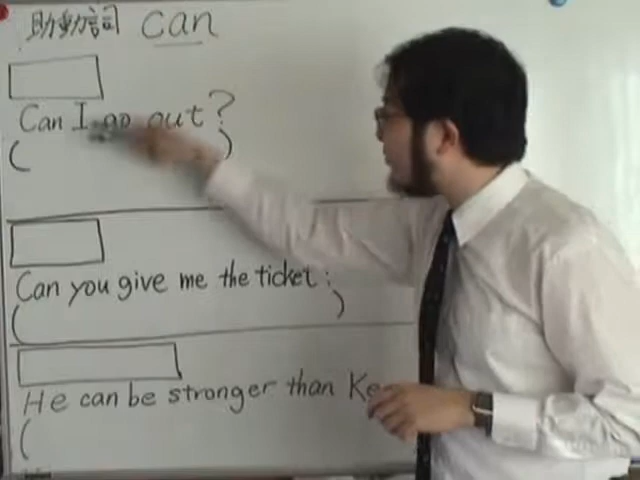 助動詞 can
Can I go out?
(      )
Can you give me the ticket
(      )
He can be stronger than
(